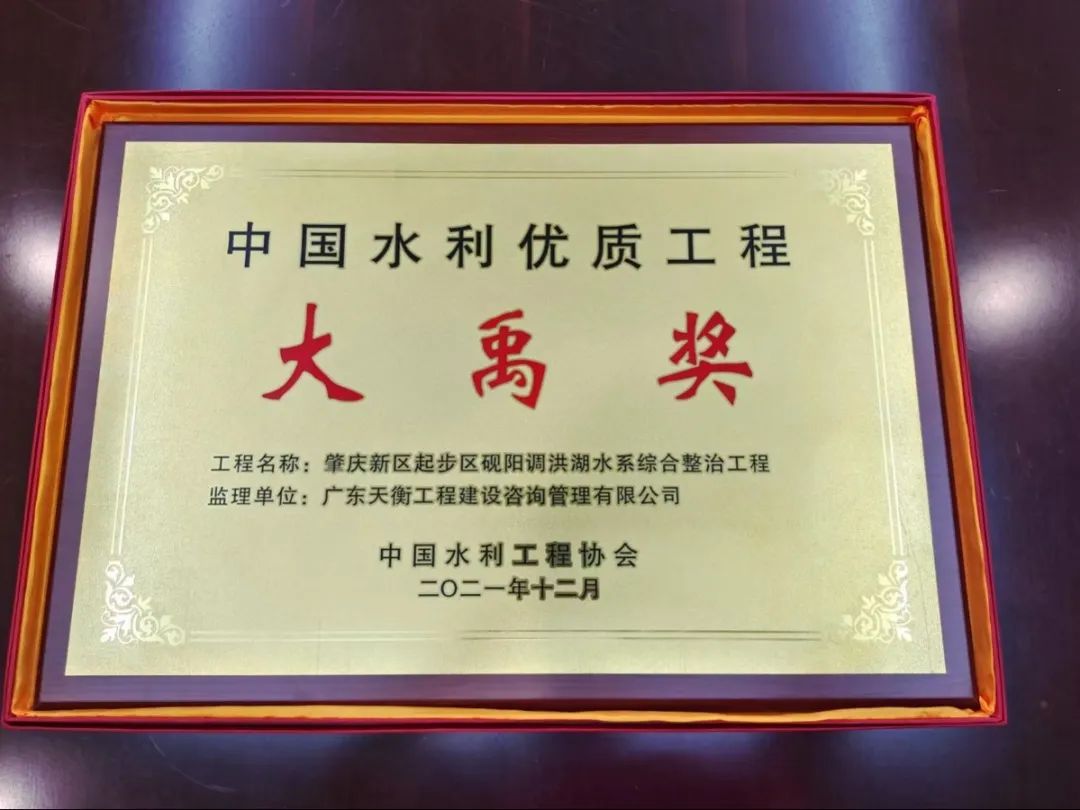 中国水利优质工程
大禹奖
工程名称：肇庆新区起步区砚阳调洪湖水系综合整治工程
监理单位：广东天衡工程建设咨询管理有限公司
中国水利工程协会
二〇二一年十二月